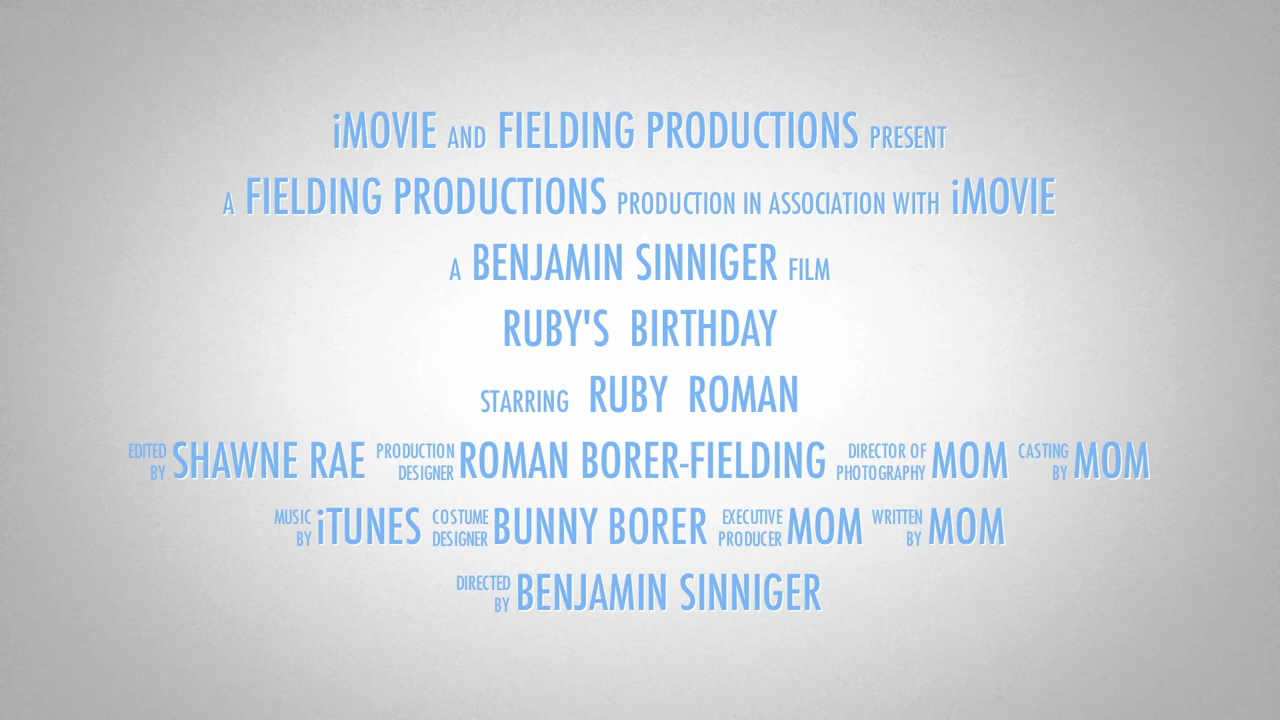 iMOVIE AND FIELDING PRODUCTIONS PRESENT
A FIELDING PRODUCTIONS PRODUCTION IN ASSOCIATION WITH iMOVIE
A BENJAMIN SINNIGER FILM
RUBY'S BIRTHDAY
STARRING RUBY ROMAN
EDITED BY SHAWNE RAE PRODUCTION DESIGNER ROMAN BORER-FIELDING DIRECTOR OF PHOTOGRAPHY MOM CASTING BY MOM
MUSIC BY iTUNES COSTUME DESIGNER BUNNY BORER EXECUTIVE PRODUCER MOM WRITTEN BY MOM
DIRECTED BY BENJAMIN SINNIGER